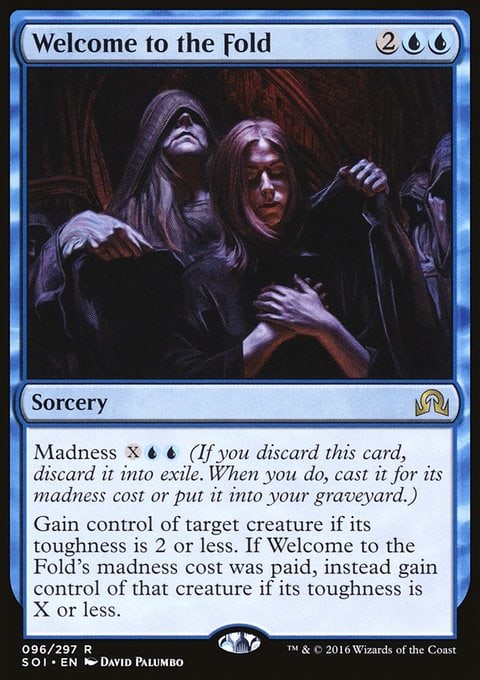 Welcome to the Fold 2
Sorcery
Madness X (If you discard this card,
discard it into exile. When you do, cast it for its
madness cost or put it into your graveyard.)
Gain control of target creature if its
toughness is 2 or less. If Welcome to the
Fold's madness cost was paid, instead gain
control of that creature if its toughness is
X or less.
096/297 R
SOI • EN DAVID PALUMBO
™ & © 2016 Wizards of the Coast